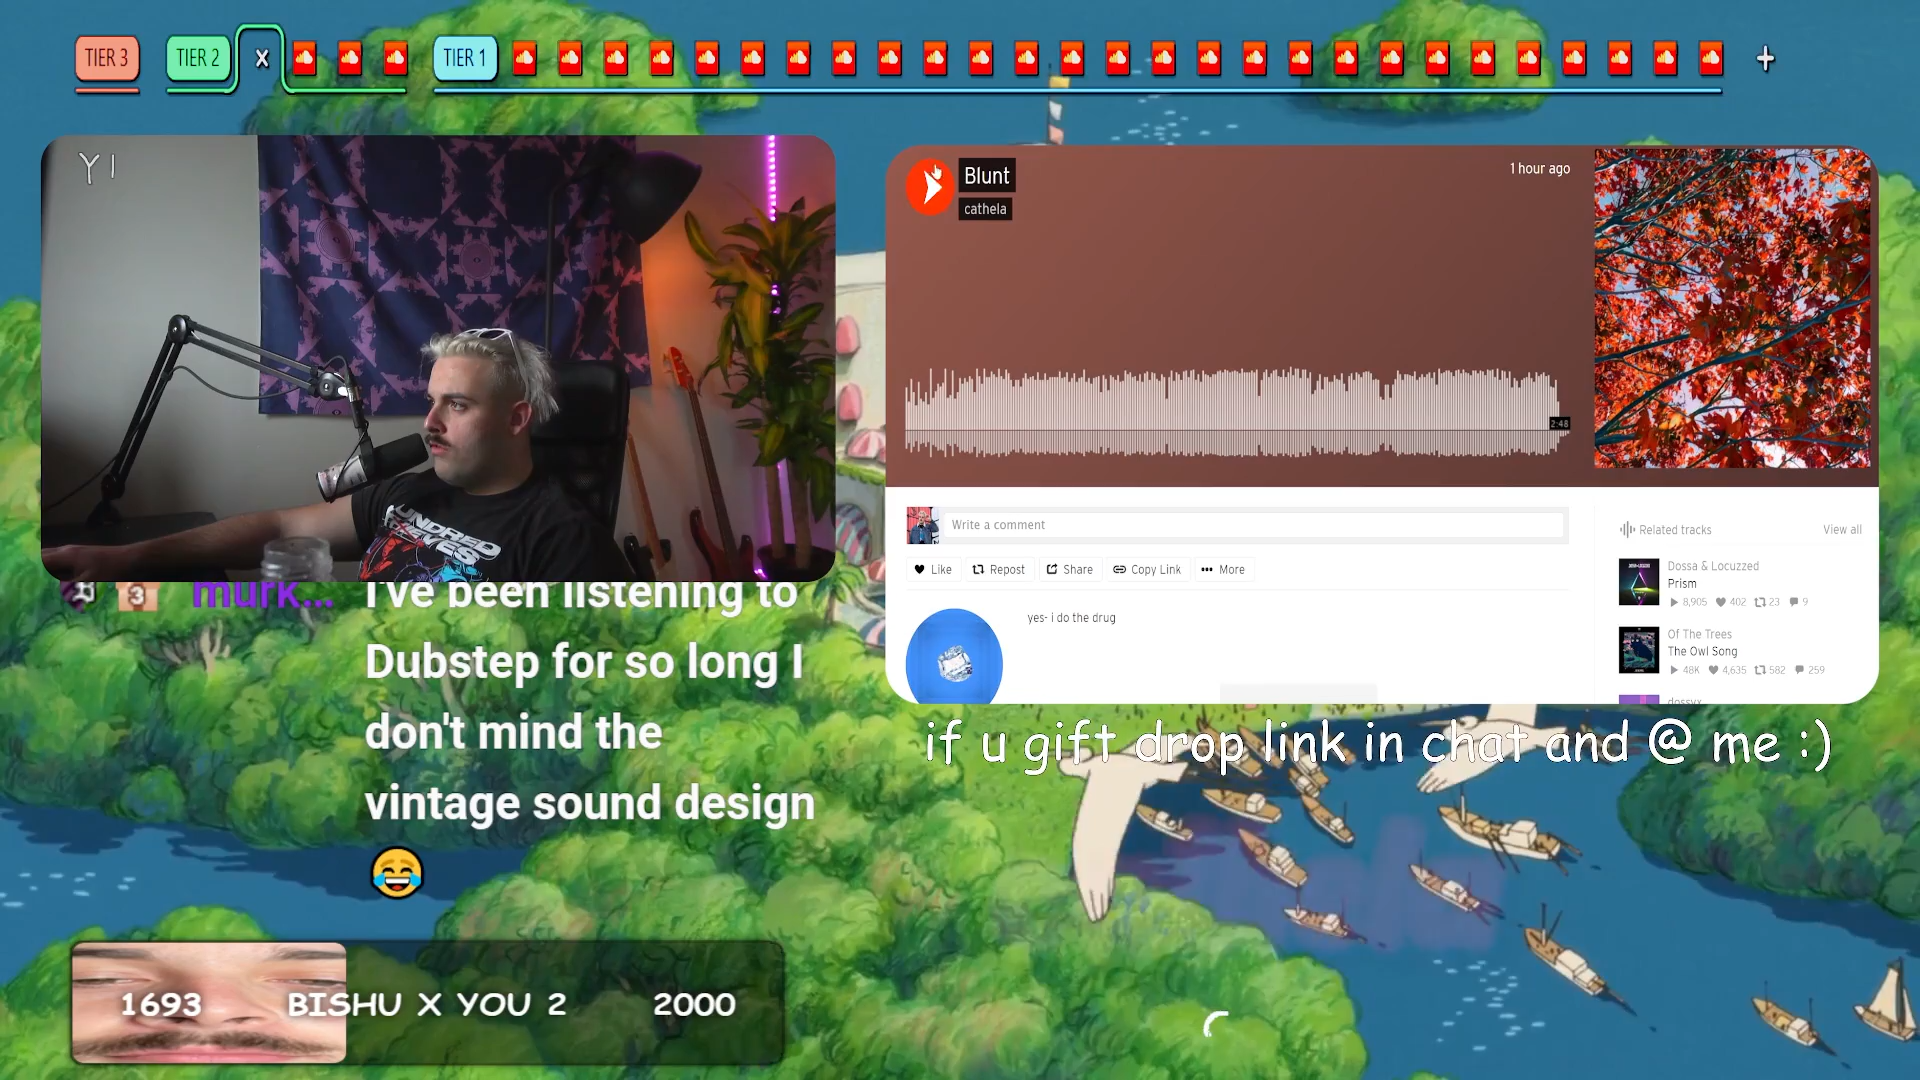 TIER 3
TIER 2
X
TIER 1
+
Y I
Blunt
cathela
1 hour ago
2:48
Write a comment
Like
Repost
Share
Copy Link
More
yes- i do the drug
Related tracks
View all
Dossa & Locuzzed
Prism
8,905 402 23 9
Of The Trees
The Owl Song
48K 4,635 582 259
dossvx
HUNDRED
THIEVES
murk... I've been listening to
Dubstep for so long I
don't mind the
vintage sound design
😂
3
if u gift drop link in chat and @ me :)
1693 BISHU X YOU 2 2000